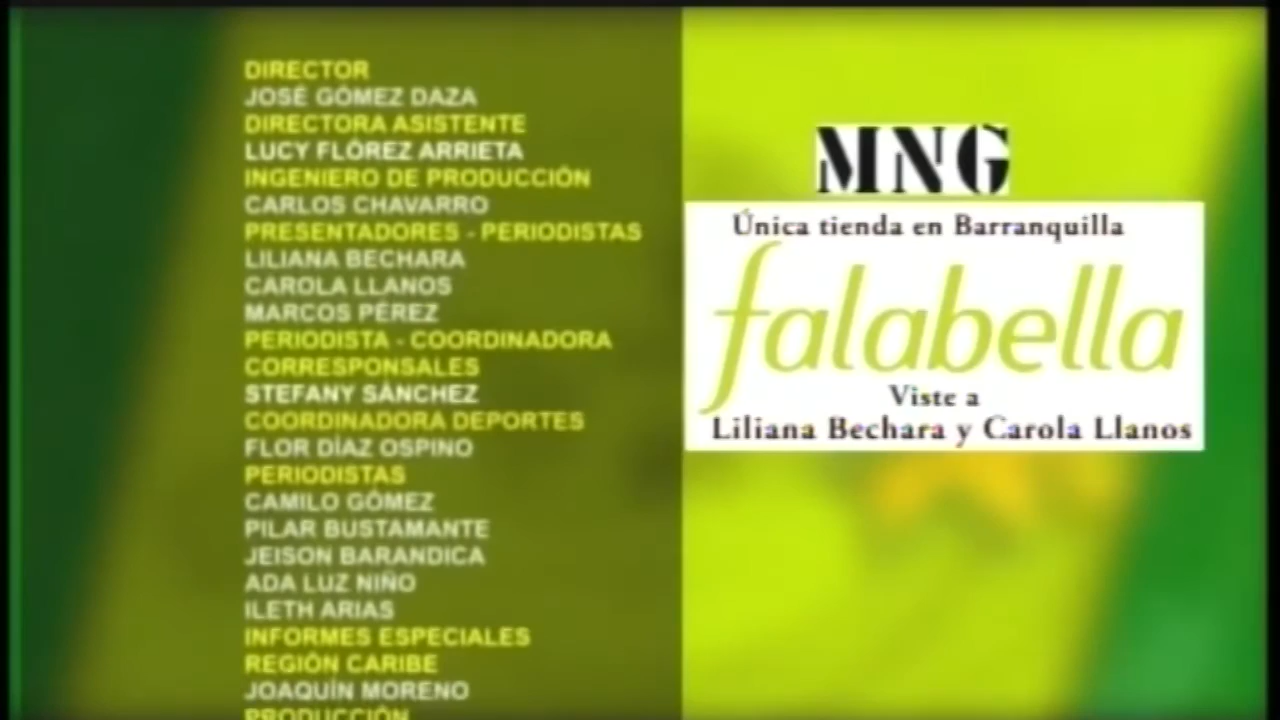 DIRECTOR
JOSÉ GÓMEZ DAZA
DIRECTORA ASISTENTE
LUCY FLÓREZ ARRIETA
INGENIERO DE PRODUCCIÓN
CARLOS CHAVARRO
PRESENTADORES - PERIODISTAS
LILIANA BECHARA
CAROLA LLANOS
MARCOS PÉREZ
PERIODISTA - COORDINADORA
CORRESPONSALES
STEFANY SÁNCHEZ
COORDINADORA DEPORTES
FLOR DÍAZ OSPINO
PERIODISTAS
CAMILO GÓMEZ
PILAR BUSTAMANTE
JEISON BARANDICA
ADA LUZ NIÑO
ILETH ARIAS
INFORMES ESPECIALES
REGIÓN CARIBE
JOAQUÍN MORENO
PRODUCCIÓN
MNG
Única tienda en Barranquilla
falabella
Viste a
Liliana Bechara y Carola Llanos